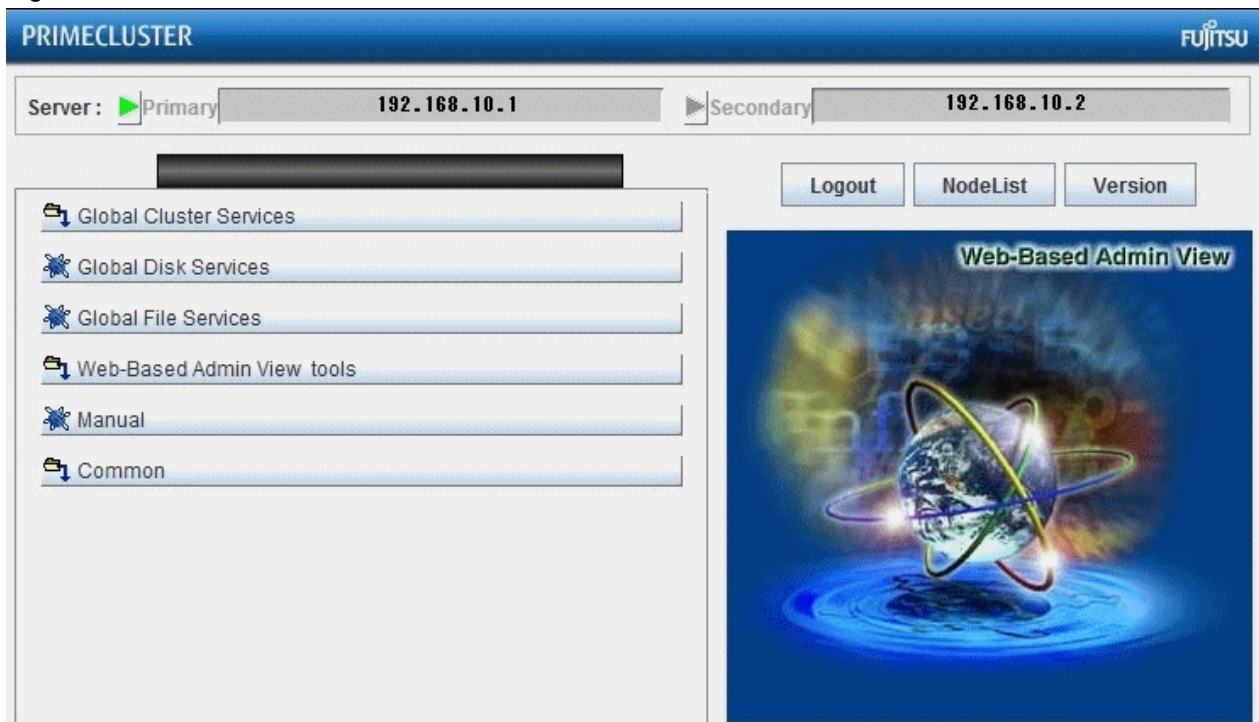 PRIMECLUSTER
FUJITSU
Server : Primary 192.168.10.1 Secondary 192.168.10.2
Logout NodeList Version
Global Cluster Services
Global Disk Services
Global File Services
Web-Based Admin View tools
Manual
Common
Web-Based Admin View